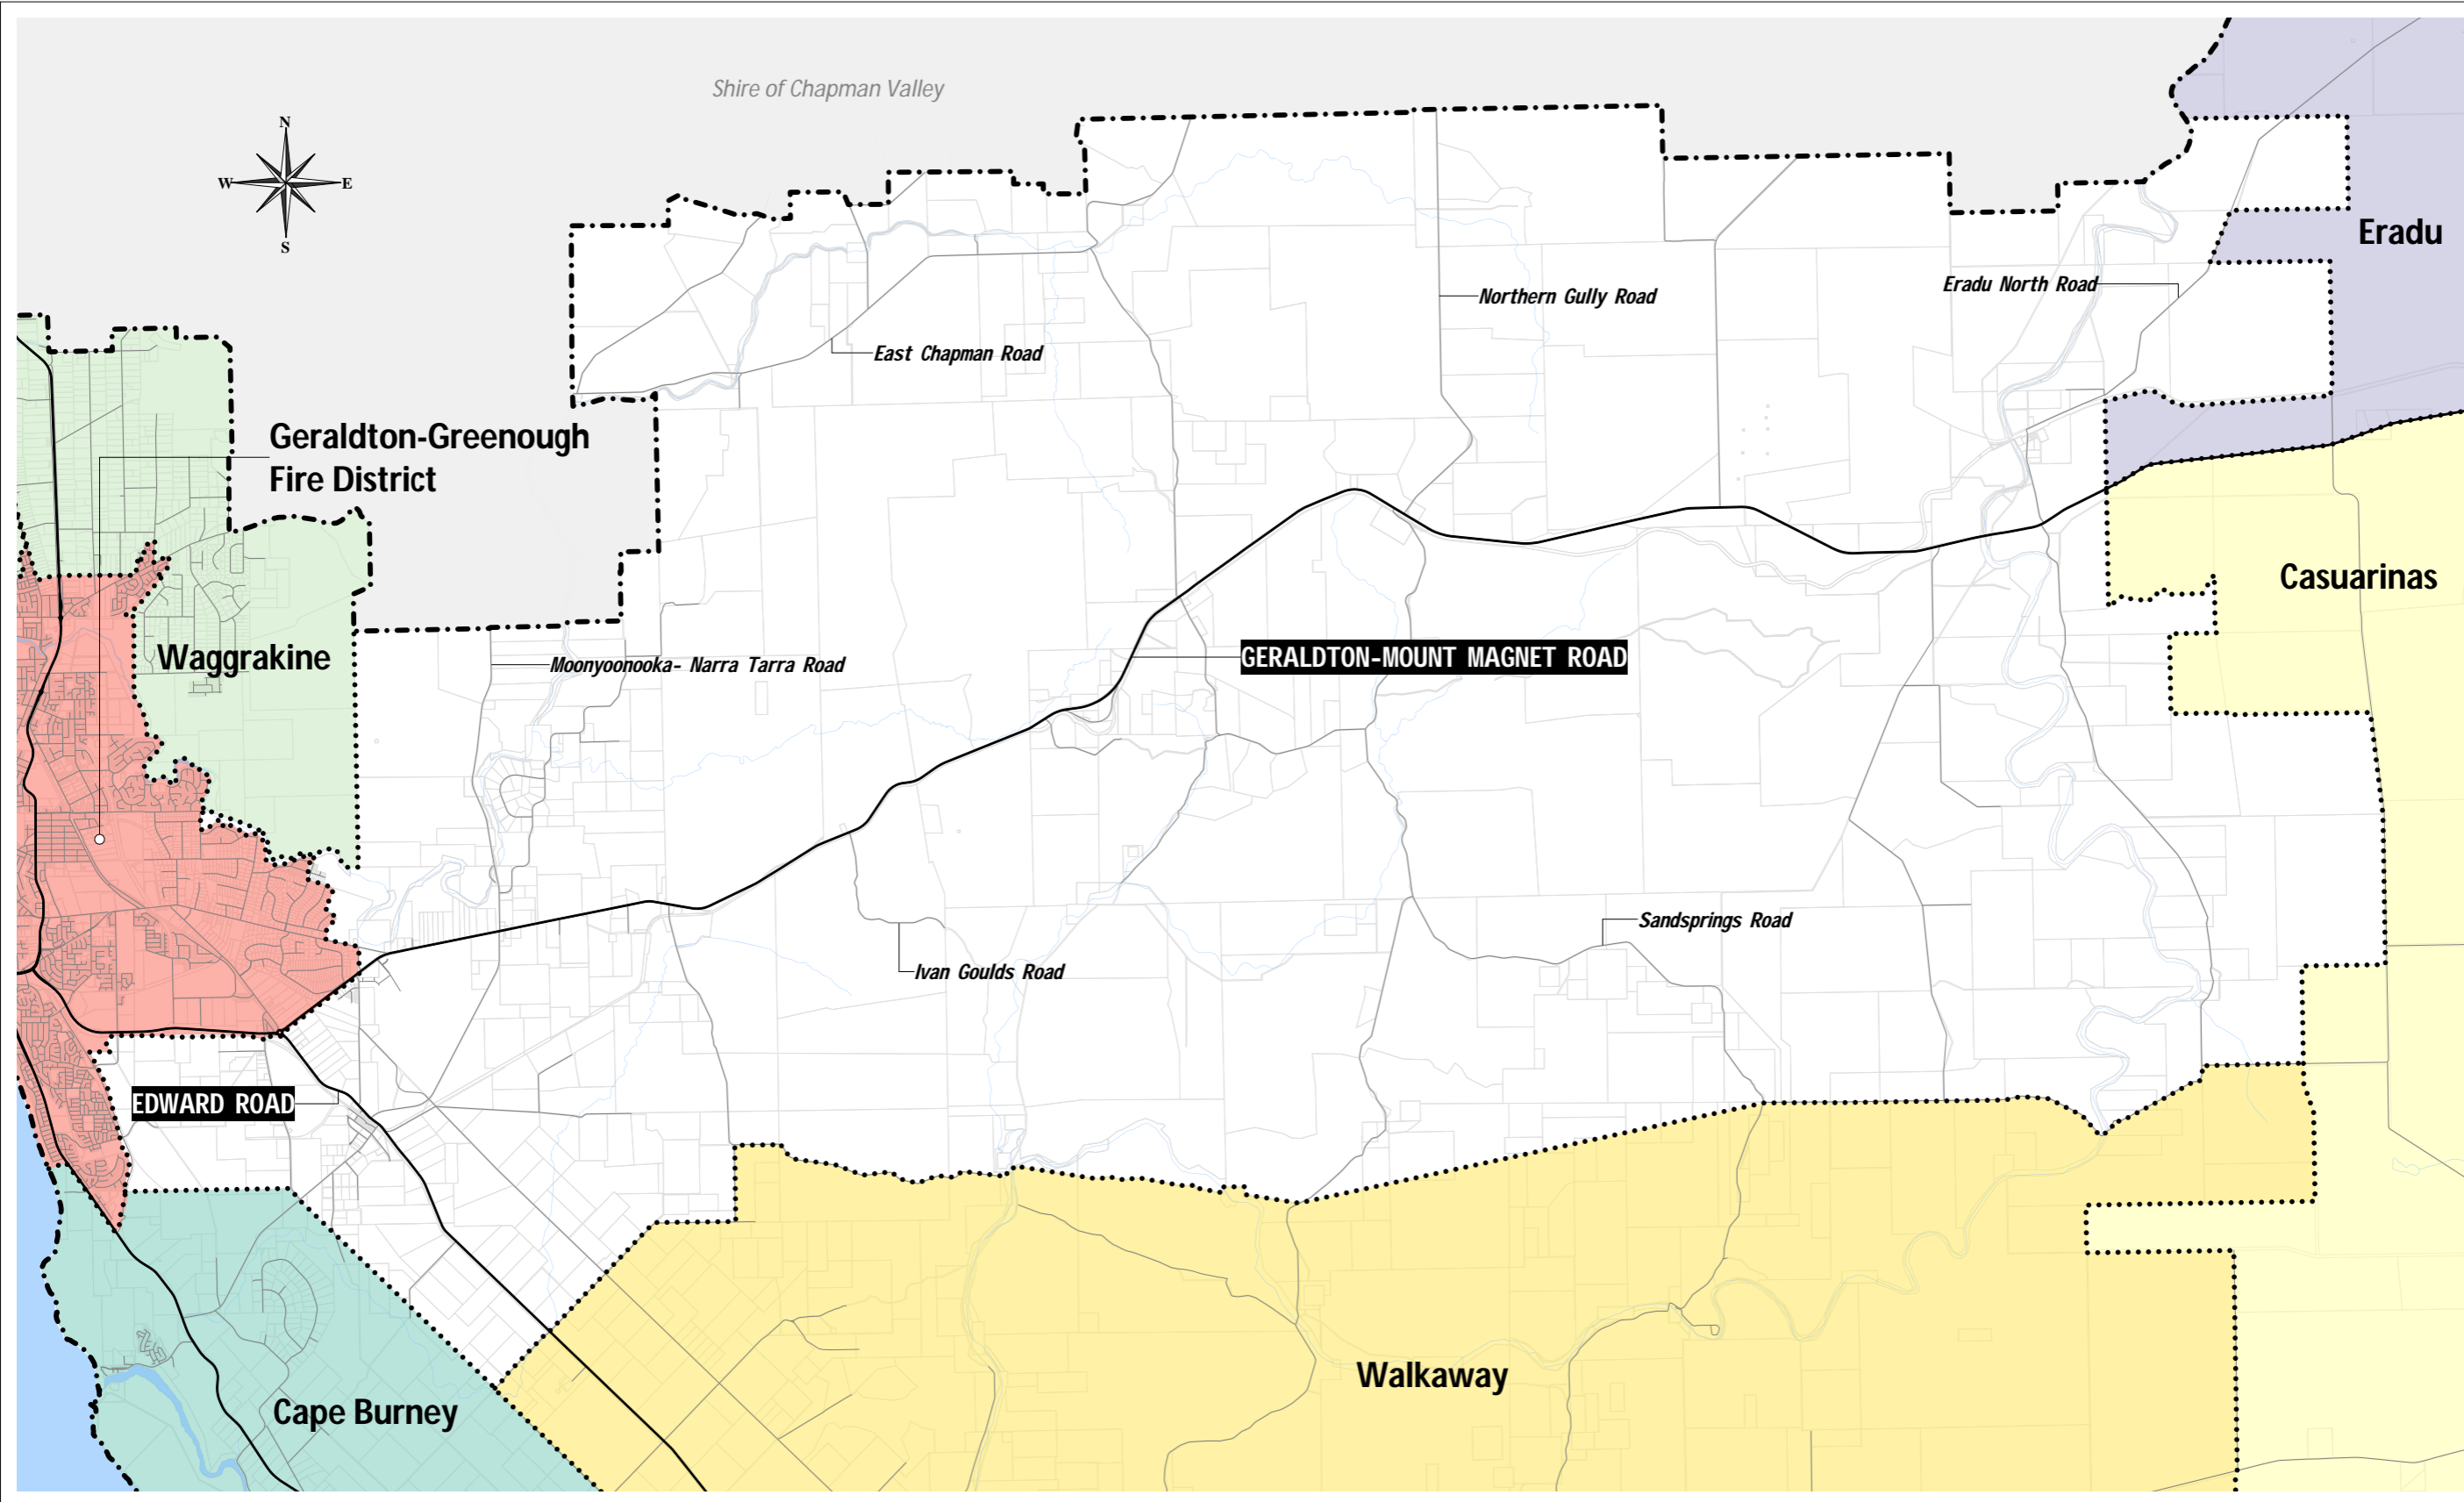 Shire of Chapman Valley
N
W
E
S
Eradu
Eradu North Road
Northern Gully Road
East Chapman Road
Geraldton-Greenough
Fire District
Casuarinas
Waggrakine
Moonyoonooka- Narra Tarra Road
GERALDTON-MOUNT MAGNET ROAD
Sandsprings Road
Ivan Goulds Road
EDWARD ROAD
Walkaway
Cape Burney